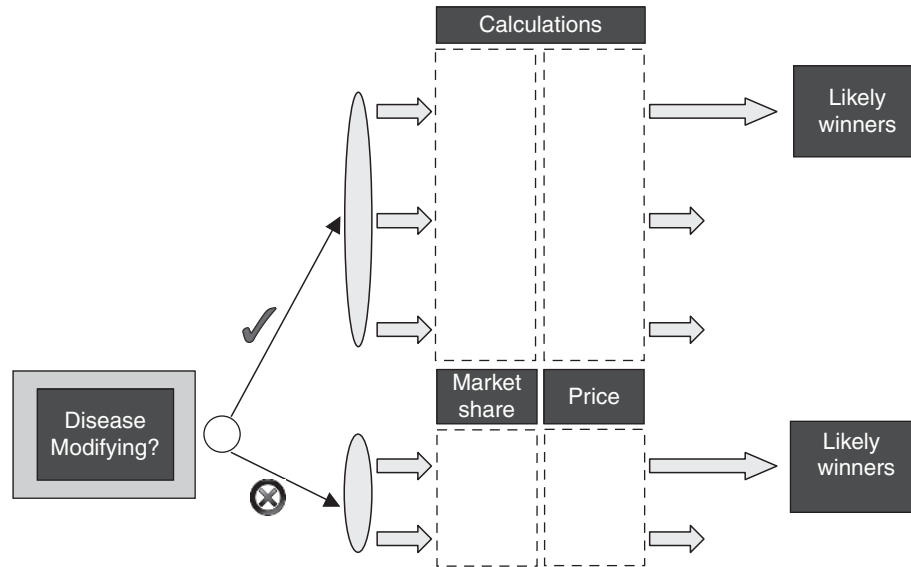 Calculations
Likely
winners
Market
share
Price
Disease
Modifying?
Likely
winners